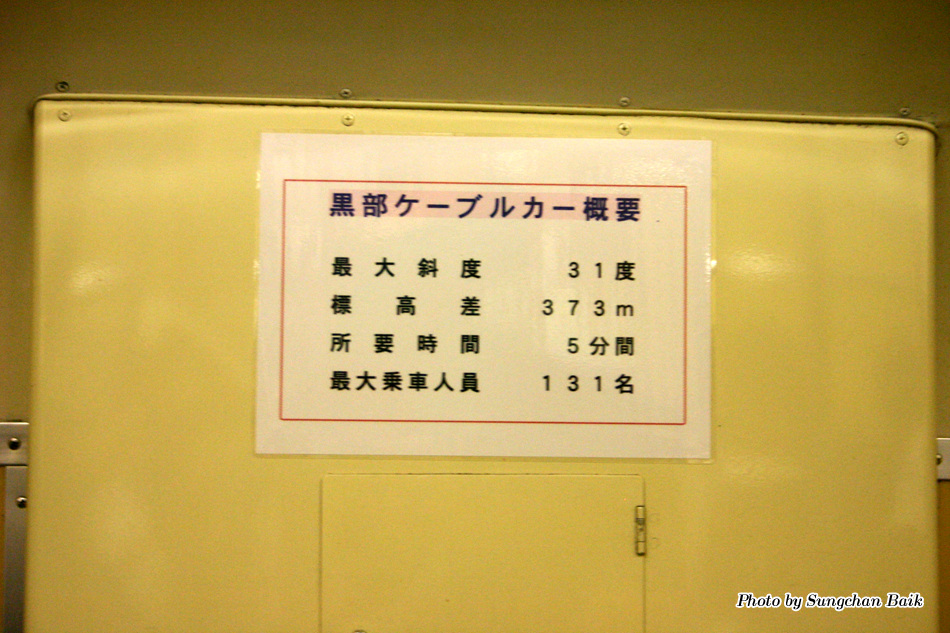 黒部ケーブルカー概要
最大斜度 31度
標高差 373m
所要時間 5分間
最大乗車人員 131名
Photo by Sungchan Baik